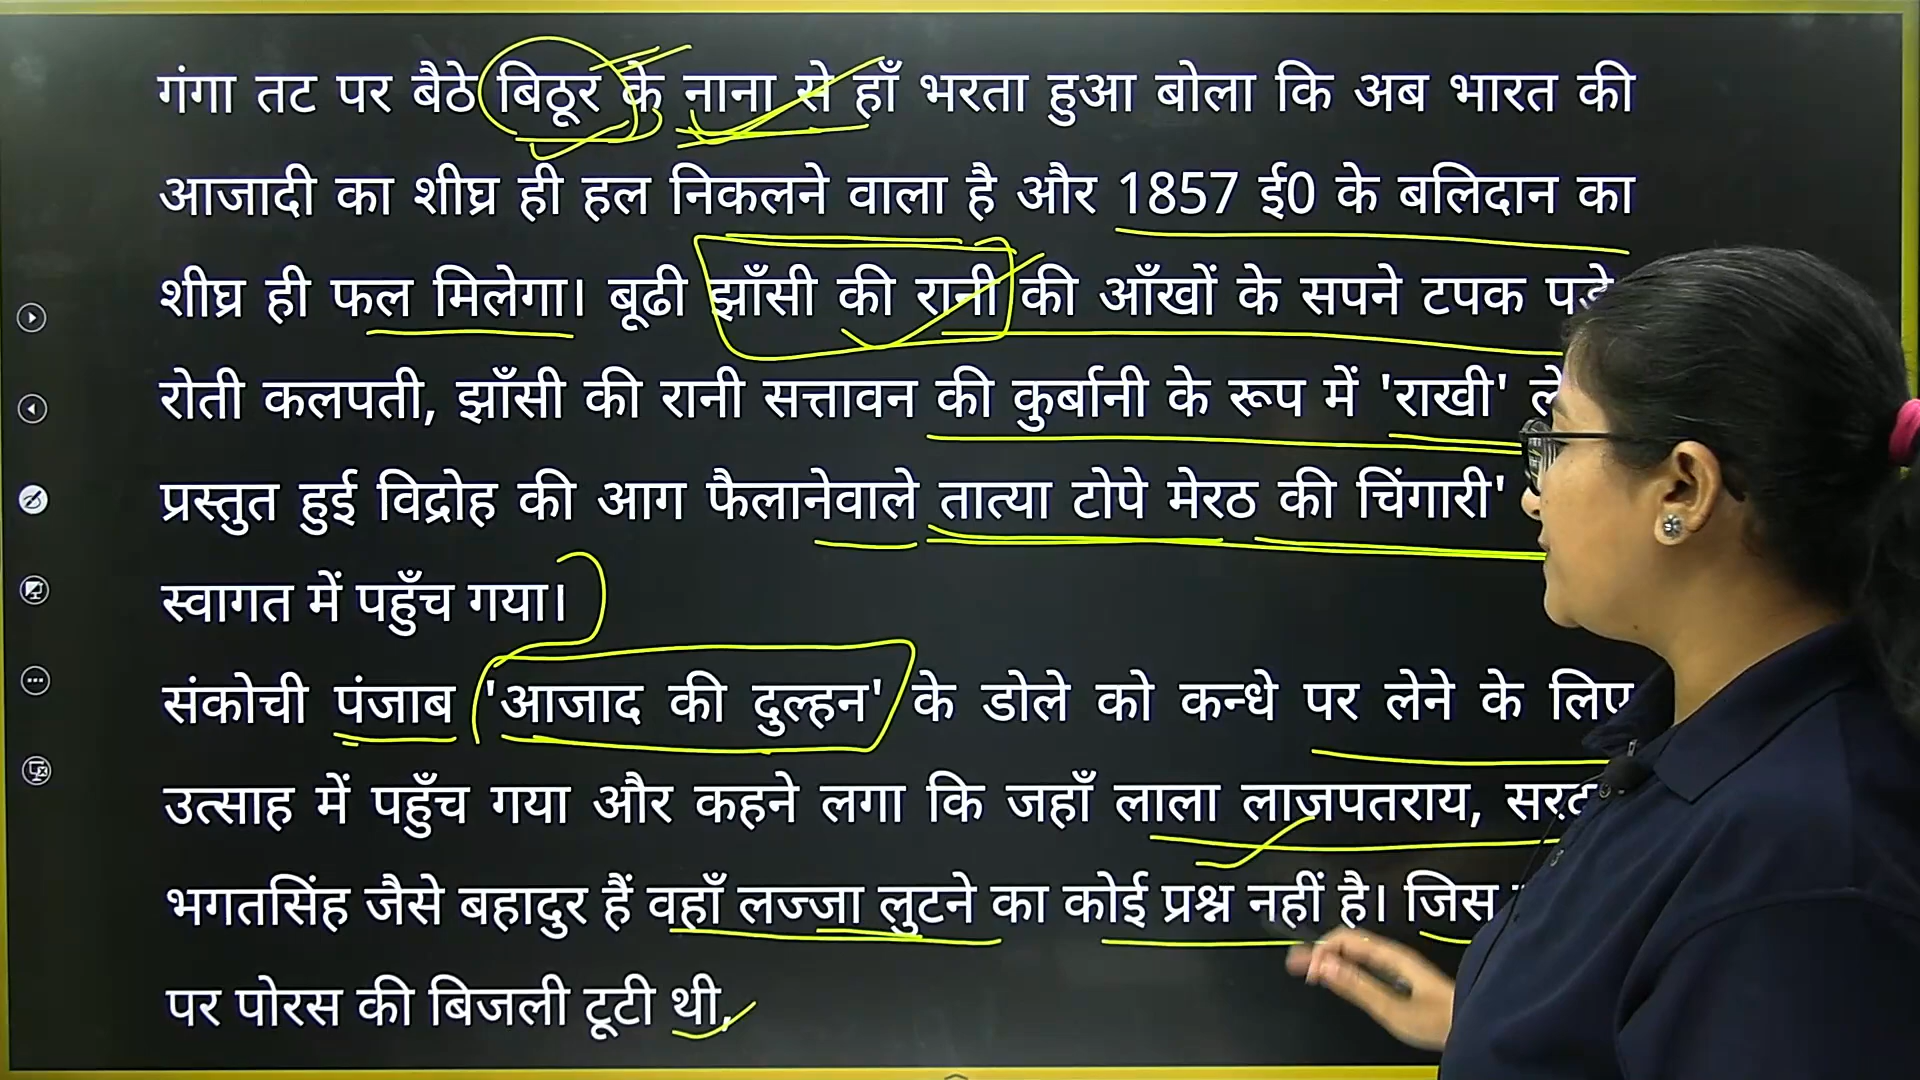 गंगा तट पर बैठे बिठूर के नाना से हाँ भरता हुआ बोला कि अब भारत की
आजादी का शीघ्र ही हल निकलने वाला है और 1857 ई0 के बलिदान का
शीघ्र ही फल मिलेगा। बूढी झाँसी की रानी की आँखों के सपने टपक
रोती कलपती, झाँसी की रानी सत्तावन की कुर्बानी के रूप में 'राखी'
प्रस्तुत हुई विद्रोह की आग फैलानेवाले तात्या टोपे मेरठ की चिंगारी'
स्वागत में पहुँच गया।
संकोची पंजाब 'आजाद की दुल्हन' के डोले को कन्धे पर लेने के लिए
उत्साह में पहुँच गया और कहने लगा कि जहाँ लाला लाजपतराय,
भगतसिंह जैसे बहादुर हैं वहाँ लज्जा लुटने का कोई प्रश्न नहीं है। जिस
पर पोरस की बिजली टूटी थी,